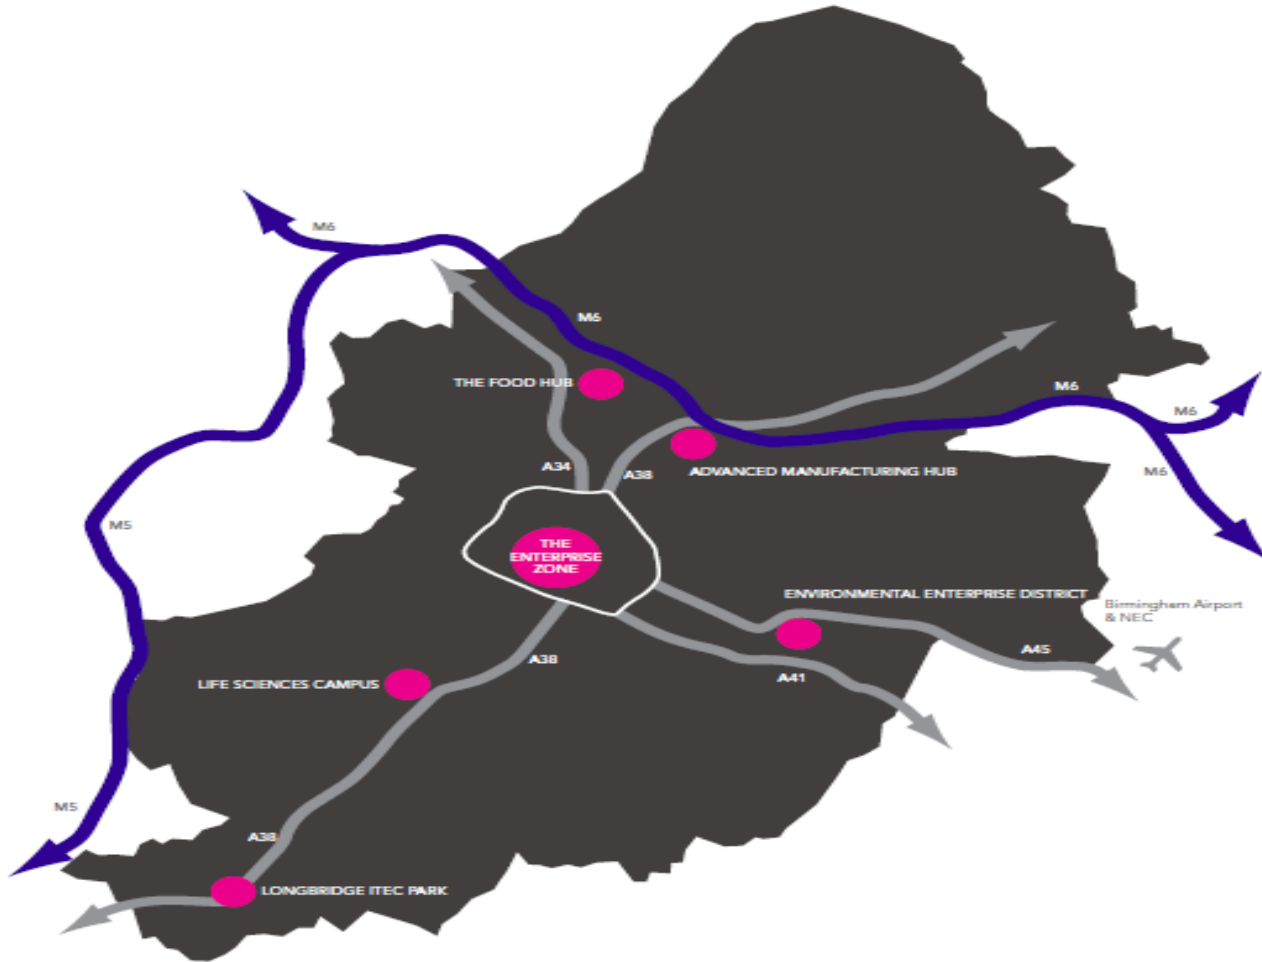 M6
M6
THE FOOD HUB
M6
M6
A34
A38
ADVANCED MANUFACTURING HUB
M6
M5
THE
ENTERPRISE
ZONE
ENVIRONMENTAL ENTERPRISE DISTRICT
Birmingham Airport
& NEC
A38
A45
LIFE SCIENCES CAMPUS
A41
M5
A38
LONGBRIDGE ITEC PARK